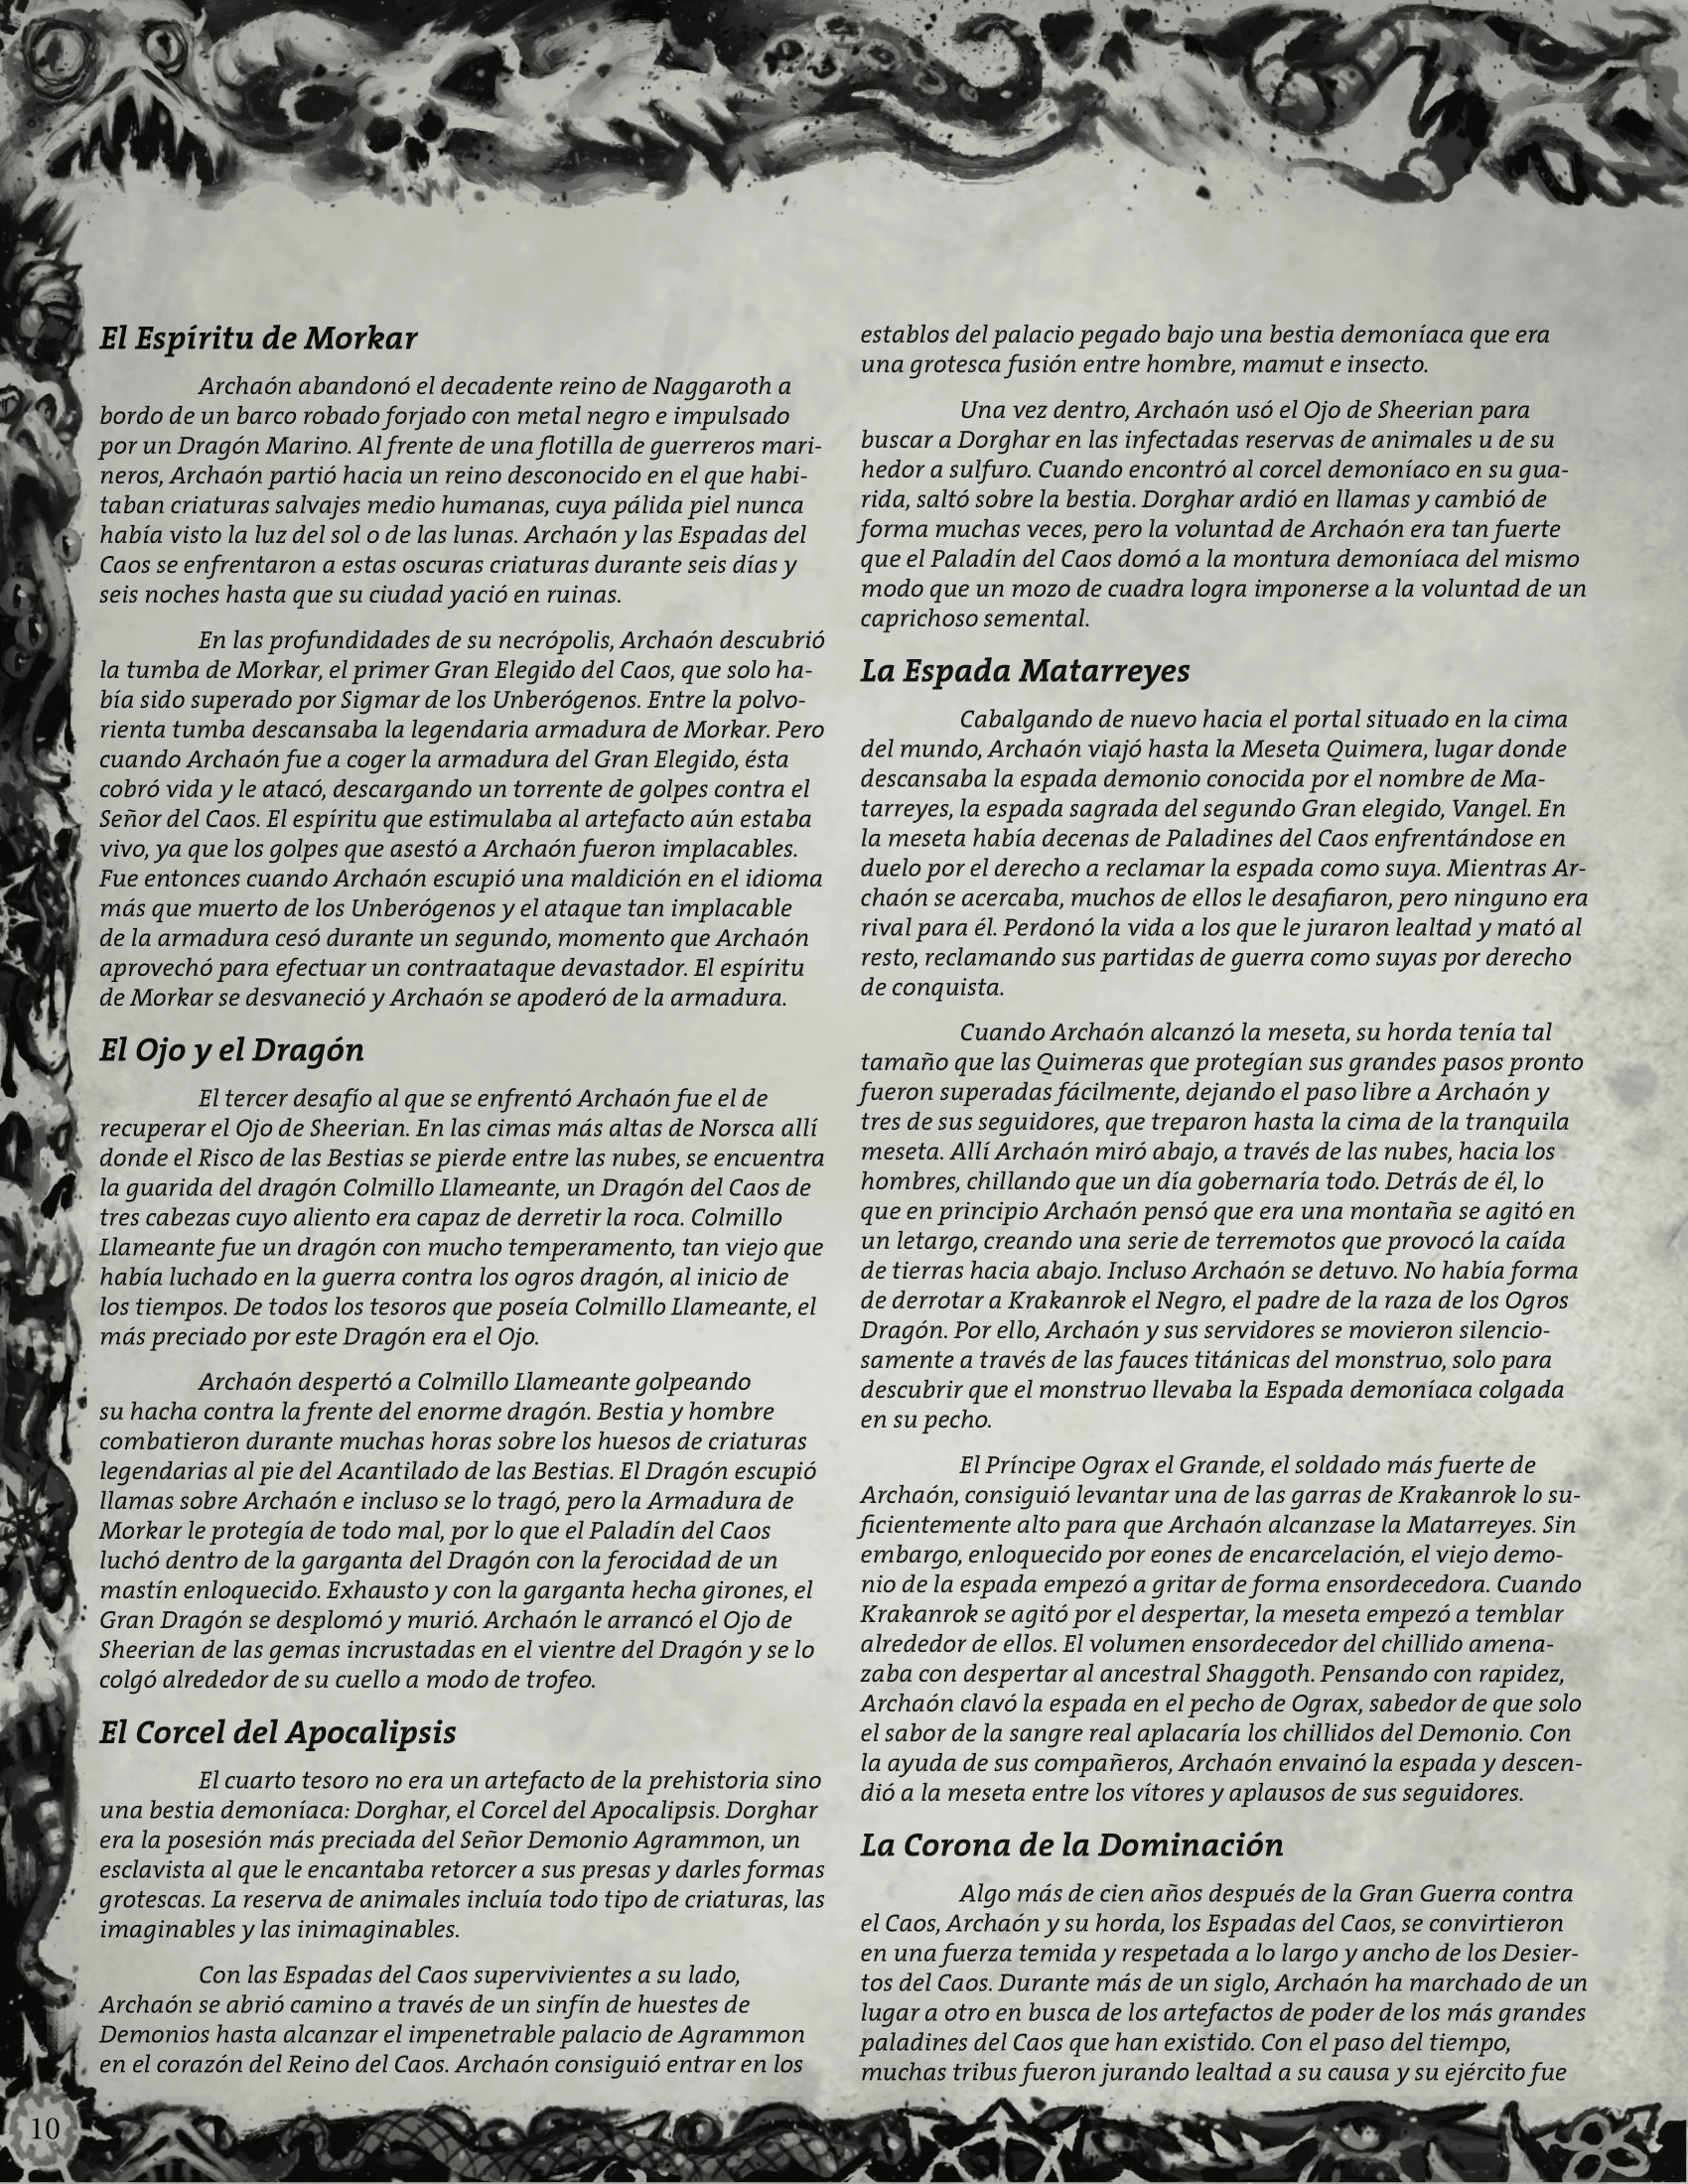 El Espíritu de Morkar
Archaón abandonó el decadente reino de Naggaroth a
bordo de un barco robado forjado con metal negro e impulsado
por un Dragón Marino. Al frente de una flotilla de guerreros mari-
neros, Archaón partió hacia un reino desconocido en el que habi-
taban criaturas salvajes medio humanas, cuya pálida piel nunca
había visto la luz del sol o de las lunas. Archaón y las Espadas del
Caos se enfrentaron a estas oscuras criaturas durante seis días y
seis noches hasta que su ciudad yació en ruinas.
En las profundidades de su necrópolis, Archaón descubrió
la tumba de Morkar, el primer Gran Elegido del Caos, que solo ha-
bía sido superado por Sigmar de los Unberógenos. Entre la polvo-
rienta tumba descansaba la legendaria armadura de Morkar. Pero
cuando Archaón fue a coger la armadura del Gran Elegido, ésta
cobró vida y le atacó, descargando un torrente de golpes contra el
Señor del Caos. El espíritu que estimulaba al artefacto aún estaba
vivo, ya que los golpes que asestó a Archaón fueron implacables.
Fue entonces cuando Archaón escupió una maldición en el idioma
más que muerto de los Unberógenos y el ataque tan implacable
de la armadura cesó durante un segundo, momento que Archaón
aprovechó para efectuar un contraataque devastador. El espíritu
de Morkar se desvaneció y Archaón se apoderó de la armadura.
El Ojo y el Dragón
El tercer desafío al que se enfrentó Archaón fue el de
recuperar el Ojo de Sheerian. En las cimas más altas de Norsca allí
donde el Risco de las Bestias se pierde entre las nubes, se encuentra
la guarida del dragón Colmillo Llameante, un Dragón del Caos de
tres cabezas cuyo aliento era capaz de derretir la roca. Colmillo
Llameante fue un dragón con mucho temperamento, tan viejo que
había luchado en la guerra contra los ogros dragón, al inicio de
los tiempos. De todos los tesoros que poseía Colmillo Llameante, el
más preciado por este Dragón era el Ojo.
Archaón despertó a Colmillo Llameante golpeando
su hacha contra la frente del enorme dragón. Bestia y hombre
combatieron durante muchas horas sobre los huesos de criaturas
legendarias al pie del Acantilado de las Bestias. El Dragón escupió
llamas sobre Archaón e incluso se lo tragó, pero la Armadura de
Morkar le protegía de todo mal, por lo que el Paladín del Caos
luchó dentro de la garganta del Dragón con la ferocidad de un
mastín enloquecido. Exhausto y con la garganta hecha girones, el
Gran Dragón se desplomó y murió. Archaón le arrancó el Ojo de
Sheerian de las gemas incrustadas en el vientre del Dragón y se lo
colgó alrededor de su cuello a modo de trofeo.
El Corcel del Apocalipsis
El cuarto tesoro no era un artefacto de la prehistoria sino
una bestia demoníaca: Dorghar, el Corcel del Apocalipsis. Dorghar
era la posesión más preciada del Señor Demonio Agrammon, un
esclavista al que le encantaba retorcer a sus presas y darles formas
grotescas. La reserva de animales incluía todo tipo de criaturas, las
imaginables y las inimaginables.
Con las Espadas del Caos supervivientes a su lado,
Archaón se abrió camino a través de un sinfín de huestes de
Demonios hasta alcanzar el impenetrable palacio de Agrammon
en el corazón del Reino del Caos. Archaón consiguió entrar en los
establos del palacio pegado bajo una bestia demoníaca que era
una grotesca fusión entre hombre, mamut e insecto.
Una vez dentro, Archaón usó el Ojo de Sheerian para
buscar a Dorghar en las infectadas reservas de animales u de su
hedor a sulfuro. Cuando encontró al corcel demoníaco en su gua-
rida, saltó sobre la bestia. Dorghar ardió en llamas y cambió de
forma muchas veces, pero la voluntad de Archaón era tan fuerte
que el Paladín del Caos domó a la montura demoníaca del mismo
modo que un mozo de cuadra logra imponerse a la voluntad de un
caprichoso semental.
La Espada Matarreyes
Cabalgando de nuevo hacia el portal situado en la cima
del mundo, Archaón viajó hasta la Meseta Quimera, lugar donde
descansaba la espada demonio conocida por el nombre de Ma-
tarreyes, la espada sagrada del segundo Gran elegido, Vangel. En
la meseta había decenas de Paladines del Caos enfrentándose en
duelo por el derecho a reclamar la espada como suya. Mientras Ar-
chaón se acercaba, muchos de ellos le desafiaron, pero ninguno era
rival para él. Perdonó la vida a los que le juraron lealtad y mató al
resto, reclamando sus partidas de guerra como suyas por derecho
de conquista.
Cuando Archaón alcanzó la meseta, su horda tenía tal
tamaño que las Quimeras que protegían sus grandes pasos pronto
fueron superadas fácilmente, dejando el paso libre a Archaón y
tres de sus seguidores, que treparon hasta la cima de la tranquila
meseta. Allí Archaón miró abajo, a través de las nubes, hacia los
hombres, chillando que un día gobernaría todo. Detrás de él, lo
que en principio Archaón pensó que era una montaña se agitó en
un letargo, creando una serie de terremotos que provocó la caída
de tierras hacia abajo. Incluso Archaón se detuvo. No había forma
de derrotar a Krakanrok el Negro, el padre de la raza de los Ogros
Dragón. Por ello, Archaón y sus servidores se movieron silencio-
samente a través de las fauces titánicas del monstruo, solo para
descubrir que el monstruo llevaba la Espada demoníaca colgada
en su pecho.
El Príncipe Ograx el Grande, el soldado más fuerte de
Archaón, consiguió levantar una de las garras de Krakanrok lo su-
ficientemente alto para que Archaón alcanzase la Matarreyes. Sin
embargo, enloquecido por eones de encarcelación, el viejo demo-
nio de la espada empezó a gritar de forma ensordecedora. Cuando
Krakanrok se agitó por el despertar, la meseta empezó a temblar
alrededor de ellos. El volumen ensordecedor del chillido amena-
zaba con despertar al ancestral Shaggoth. Pensando con rapidez,
Archaón clavó la espada en el pecho de Ograx, sabedor de que solo
el sabor de la sangre real aplacaría los chillidos del Demonio. Con
la ayuda de sus compañeros, Archaón envainó la espada y descen-
dió a la meseta entre los vítores y aplausos de sus seguidores.
La Corona de la Dominación
Algo más de cien años después de la Gran Guerra contra
el Caos, Archaón y su horda, los Espadas del Caos, se convirtieron
en una fuerza temida y respetada a lo largo y ancho de los Desier-
tos del Caos. Durante más de un siglo, Archaón ha marchado de un
lugar a otro en busca de los artefactos de poder de los más grandes
paladines del Caos que han existido. Con el paso del tiempo,
muchas tribus fueron jurando lealtad a su causa y su ejército fue
10